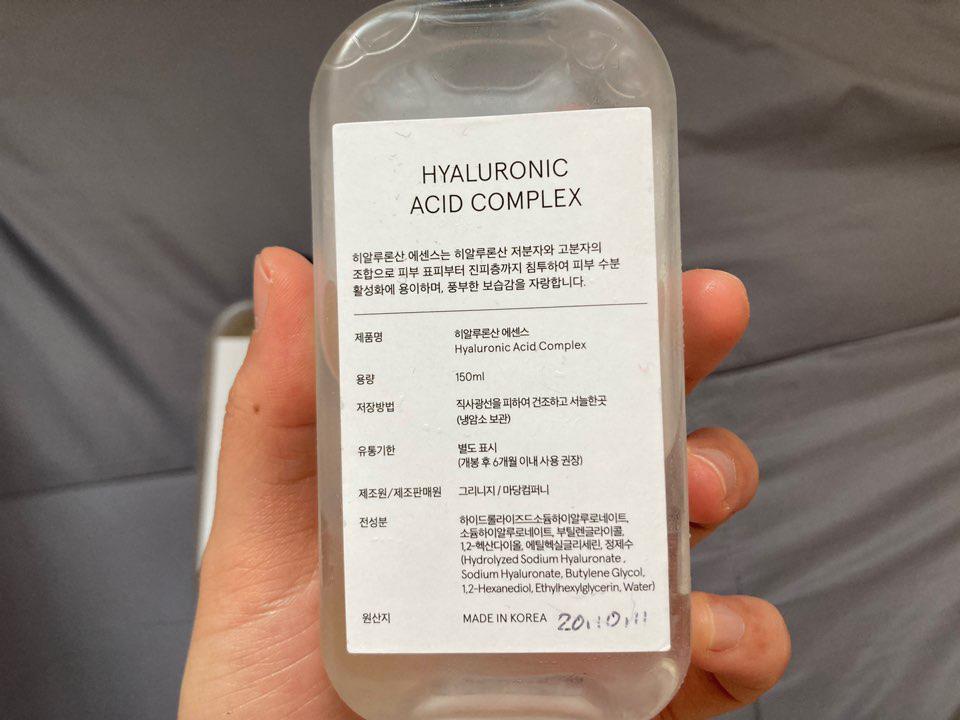 HYALURONIC
ACID COMPLEX
히알루론산 에센스는 히알루론산 저분자와 고분자의
조합으로 피부 표피부터 진피층까지 침투하여 피부 수분
활성화에 용이하며, 풍부한 보습감을 자랑합니다.
제품명 히알루론산 에센스
Hyaluronic Acid Complex
용량 150ml
저장방법 직사광선을 피하여 건조하고 서늘한곳
(냉암소 보관)
유통기한 별도 표시
(개봉 후 6개월 이내 사용 권장)
제조원/제조판매원 그리니지 / 마당컴퍼니
전성분 하이드롤라이즈드소듐하이알루로네이트,
소듐하이알루로네이트, 부틸렌글라이콜,
1,2-헥산다이올, 에틸헥실글리세린, 정제수
(Hydrolyzed Sodium Hyaluronate ,
Sodium Hyaluronate, Butylene Glycol,
1,2-Hexanediol, Ethylhexylglycerin, Water)
원산지 MADE IN KOREA